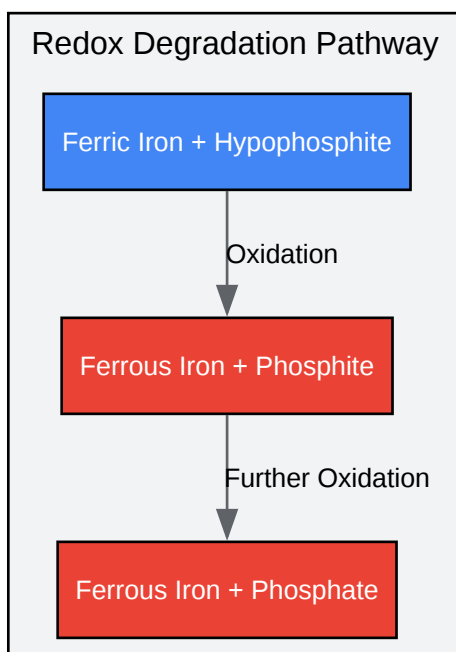 Redox Degradation Pathway
Ferric Iron + Hypophosphite
Oxidation
Ferrous Iron + Phosphite
Further Oxidation
Ferrous Iron + Phosphate